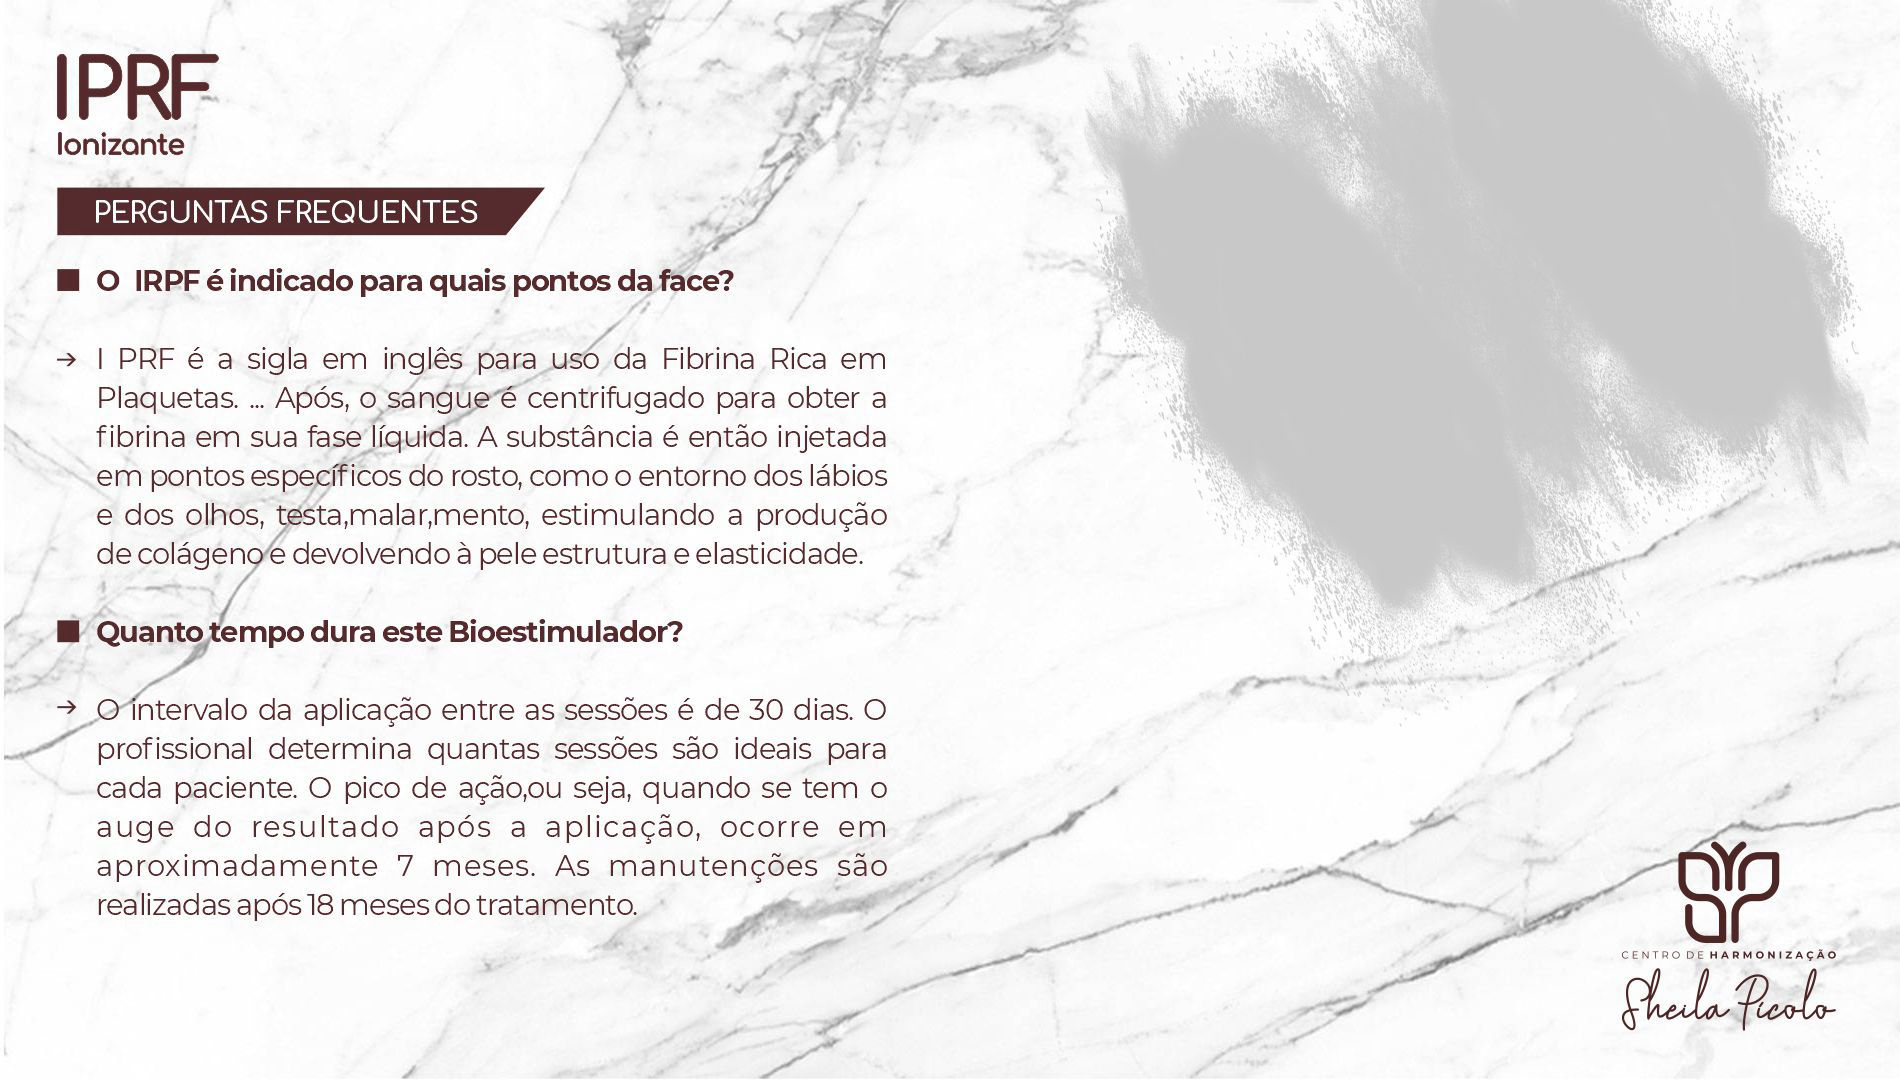 IPRF
Ionizante
PERGUNTAS FREQUENTES
O IRPF é indicado para quais pontos da face?
I PRF é a sigla em inglês para uso da Fibrina Rica em
Plaquetas. ... Após, o sangue é centrifugado para obter a
fibrina em sua fase líquida. A substância é então injetada
em pontos específicos do rosto, como o entorno dos lábios
e dos olhos, testa,malar,mento, estimulando a produção
de colágeno e devolvendo à pele estrutura e elasticidade.
Quanto tempo dura este Bioestimulador?
O intervalo da aplicação entre as sessões é de 30 dias. O
profissional determina quantas sessões são ideais para
cada paciente. O pico de ação,ou seja, quando se tem o
auge do resultado após a aplicação, ocorre em
aproximadamente 7 meses. As manutenções são
realizadas após 18 meses do tratamento.
CENTRO DE HARMONIZAÇÃO
Sheila Picolo